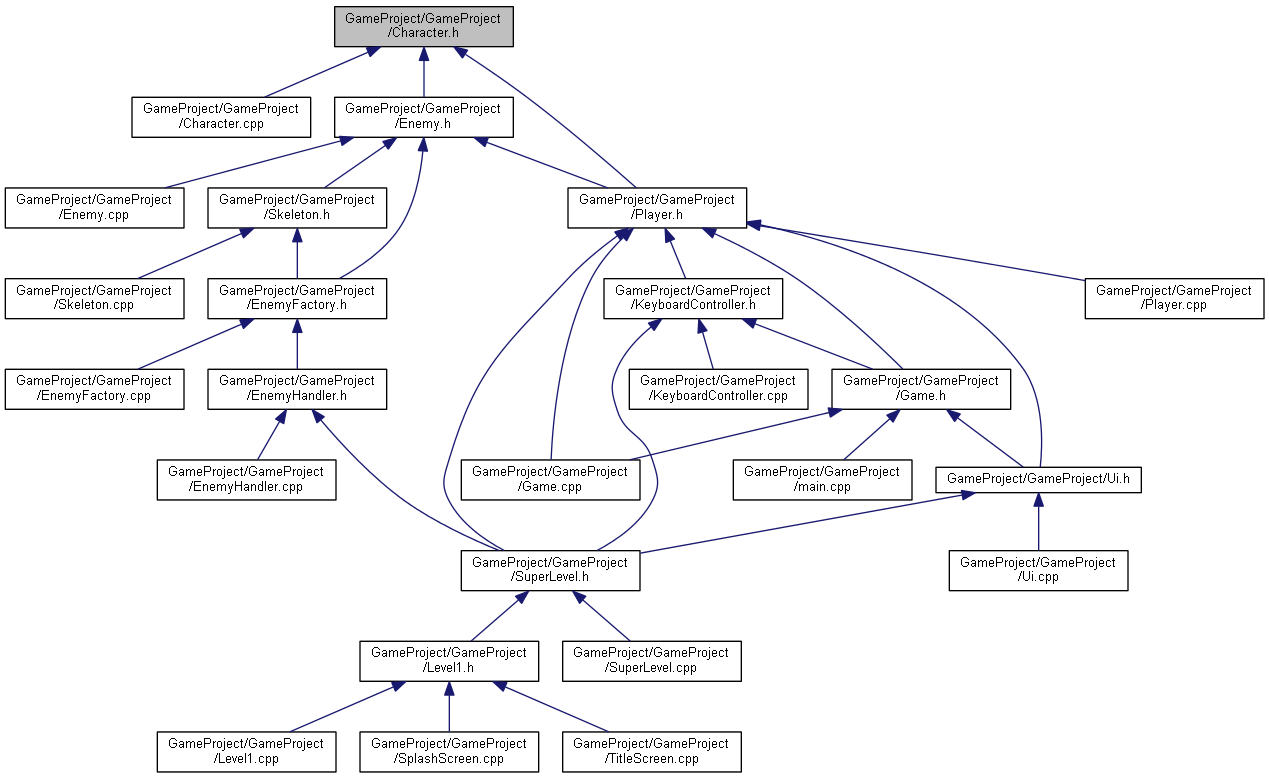 GameProject/GameProject
/Character.h
GameProject/GameProject
/Character.cpp
GameProject/GameProject
/Enemy.h
GameProject/GameProject
/Enemy.cpp
GameProject/GameProject
/Skeleton.h
GameProject/GameProject
/Player.h
GameProject/GameProject
/Skeleton.cpp
GameProject/GameProject
/EnemyFactory.h
GameProject/GameProject
/KeyboardController.h
GameProject/GameProject
/Player.cpp
GameProject/GameProject
/EnemyFactory.cpp
GameProject/GameProject
/EnemyHandler.h
GameProject/GameProject
/KeyboardController.cpp
GameProject/GameProject
/Game.h
GameProject/GameProject
/EnemyHandler.cpp
GameProject/GameProject
/Game.cpp
GameProject/GameProject
/main.cpp
GameProject/GameProject/Ui.h
GameProject/GameProject
/SuperLevel.h
GameProject/GameProject
/Ui.cpp
GameProject/GameProject
/Level1.h
GameProject/GameProject
/SuperLevel.cpp
GameProject/GameProject
/Level1.cpp
GameProject/GameProject
/SplashScreen.cpp
GameProject/GameProject
/TitleScreen.cpp